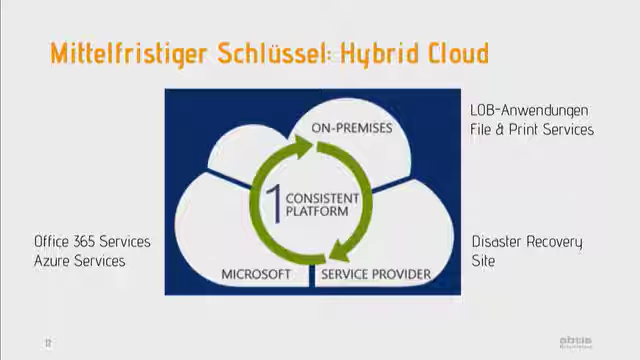 Mittelfristiger Schlüssel: Hybrid Cloud
LOB-Anwendungen
File & Print Services
ON-PREMISES
1 CONSISTENT
PLATFORM
Office 365 Services
Azure Services
Disaster Recovery
Site
MICROSOFT
SERVICE PROVIDER
12
abtis